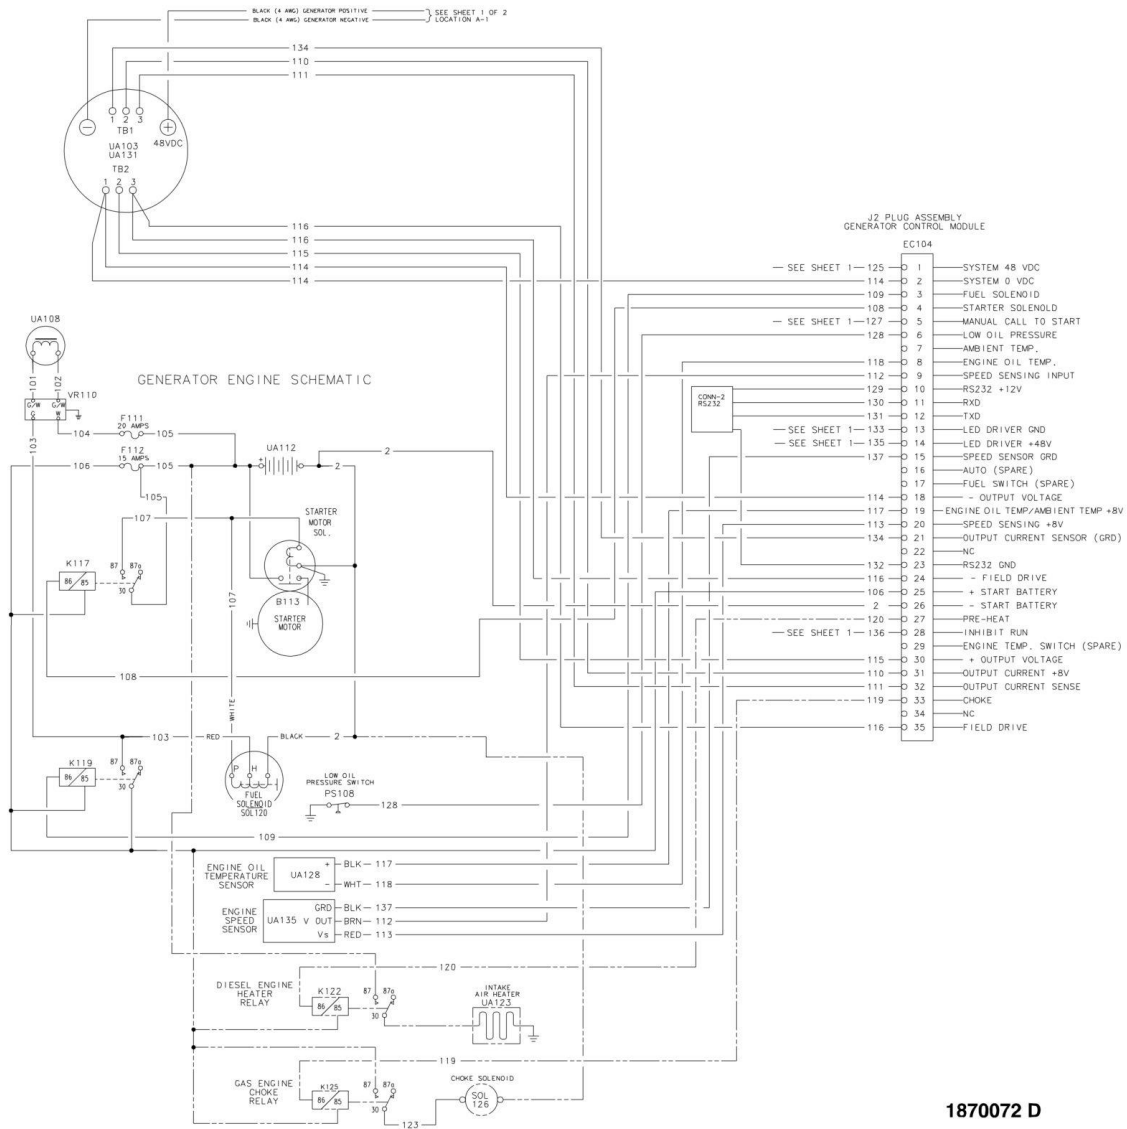 BLACK (4 AWG) GENERATOR POSITIVE
BLACK (4 AWG) GENERATOR NEGATIVE
SEE SHEET 1 OF 2
LOCATION A-1
134
110
111
1 2 3
TB1
48VDC
UA103
UA131
TB2
1 2 3
116
116
115
114
114
J2 PLUG ASSEMBLY
GENERATOR CONTROL MODULE
EC104
SEE SHEET 1 125 1 SYSTEM 48 VDC
114 2 SYSTEM 0 VDC
109 3 FUEL SOLENOID
108 4 STARTER SOLENOLD
SEE SHEET 1 127 5 MANUAL CALL TO START
128 6 LOW OIL PRESSURE
7 AMBIENT TEMP.
118 8 ENGINE OIL TEMP.
112 9 SPEED SENSING INPUT
129 10 RS232 +12V
130 11 RXD
131 12 TXD
SEE SHEET 1 133 13 LED DRIVER GND
SEE SHEET 1 135 14 LED DRIVER +48V
137 15 SPEED SENSOR GRD
16 AUTO (SPARE)
17 FUEL SWITCH (SPARE)
114 18 - OUTPUT VOLTAGE
117 19 ENGINE OIL TEMP/AMBIENT TEMP +8V
113 20 SPEED SENSING +8V
134 21 OUTPUT CURRENT SENSOR (GRD)
22 NC
132 23 RS232 GND
116 24 - FIELD DRIVE
106 25 + START BATTERY
2 26 - START BATTERY
120 27 PRE-HEAT
SEE SHEET 1 136 28 INHIBIT RUN
29 ENGINE TEMP. SWITCH (SPARE)
115 30 + OUTPUT VOLTAGE
110 31 OUTPUT CURRENT +8V
111 32 OUTPUT CURRENT SENSE
119 33 CHOKE
34 NC
116 35 FIELD DRIVE
CONN-2
RS232
UA108
101
102
VR110
G/W G/W
G W
103
GENERATOR ENGINE SCHEMATIC
F111
20 AMPS
104
105
F112
15 AMPS
106
105
105
UA112
+
2
2
107
STARTER
MOTOR
SOL.
K117
86 85
87 87a
30
107
B113
STARTER
MOTOR
108
WHITE
103
RED
BLACK
2
K119
86 85
87 87a
30
P H
FUEL
SOLENOID
SOL120
LOW OIL
PRESSURE SWITCH
PS108
128
109
ENGINE OIL
TEMPERATURE
SENSOR
UA128
+ BLK 117
- WHT 118
ENGINE
SPEED
SENSOR
UA135
GRD BLK 137
V OUT BRN 112
Vs RED 113
120
DIESEL ENGINE
HEATER
RELAY
K122
86 85
87 87a
30
INTAKE
AIR HEATER
UA123
119
GAS ENGINE
CHOKE
RELAY
K125
86 85
87 87a
30
CHOKE SOLENOID
SOL
126
123
1870072 D